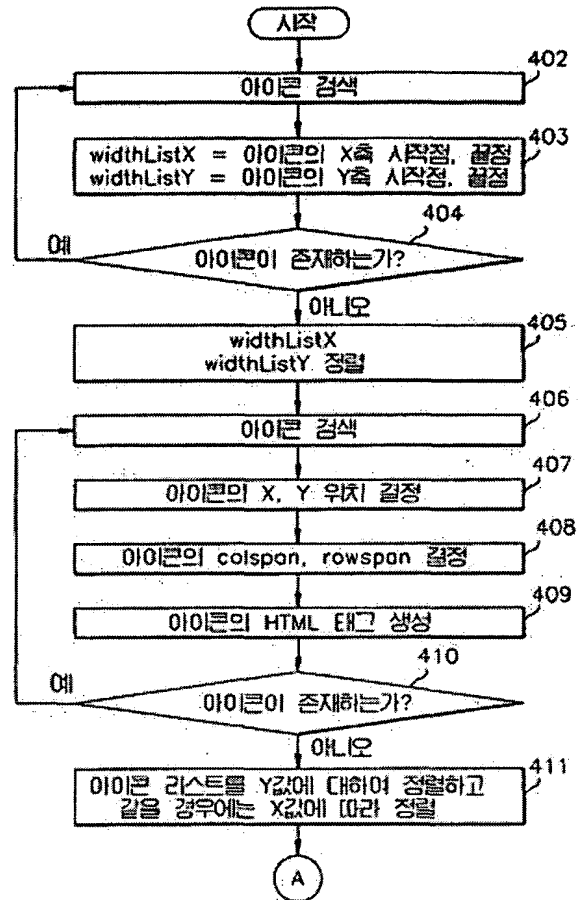 시작
402
아이콘 검색
403
widthListX = 아이콘의 X축 시작점, 끝점
widthListY = 아이콘의 Y축 시작점, 끝점
404
예
아이콘이 존재하는가?
아니오
405
widthListX
widthListY 정렬
406
아이콘 검색
407
아이콘의 X, Y 위치 결정
408
아이콘의 colspan, rowspan 결정
409
아이콘의 HTML 태그 생성
410
예
아이콘이 존재하는가?
아니오
411
아이콘 리스트를 Y값에 대하여 정렬하고
같을 경우에는 X값에 따라 정렬
A